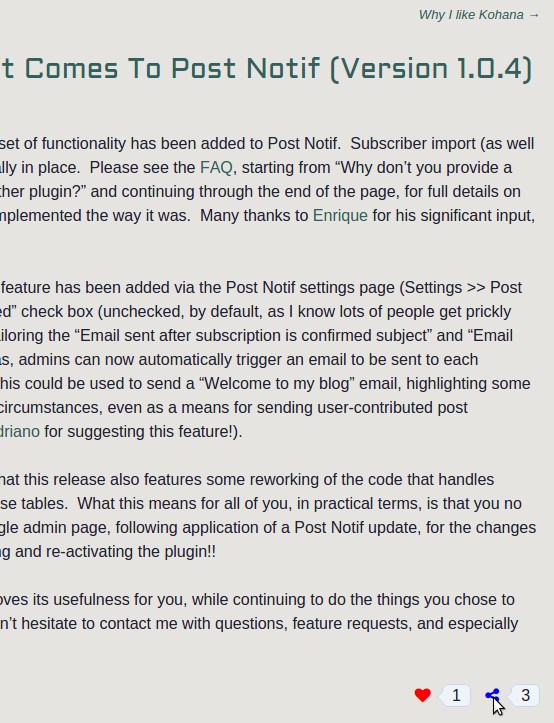 Why I like Kohana →
t Comes To Post Notif (Version 1.0.4)
set of functionality has been added to Post Notif. Subscriber import (as well
lly in place. Please see the FAQ, starting from “Why don’t you provide a
ther plugin?” and continuing through the end of the page, for full details on
mplemented the way it was. Many thanks to Enrique for his significant input,
feature has been added via the Post Notif settings page (Settings >> Post
ed” check box (unchecked, by default, as I know lots of people get prickly
ailoring the “Email sent after subscription is confirmed subject” and “Email
as, admins can now automatically trigger an email to be sent to each
his could be used to send a “Welcome to my blog” email, highlighting some
circumstances, even as a means for sending user-contributed post
driano for suggesting this feature!).
hat this release also features some reworking of the code that handles
se tables. What this means for all of you, in practical terms, is that you no
gle admin page, following application of a Post Notif update, for the changes
ng and re-activating the plugin!!
oves its usefulness for you, while continuing to do the things you chose to
n’t hesitate to contact me with questions, feature requests, and especially
1 3